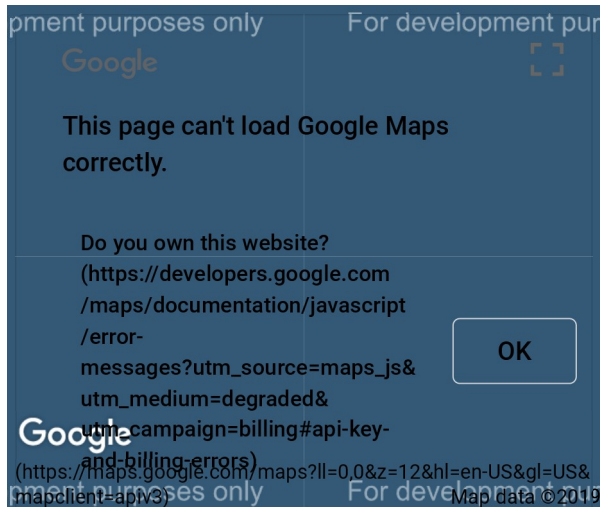 pment purposes only For development pur
Google
This page can't load Google Maps
correctly.
Do you own this website?
(https://developers.google.com
/maps/documentation/javascript
/error-
messages?utm_source=maps_js&
utm_medium=degraded&
OK
utm_campaign=billing#api-key-
Google
and-billing-errors)
(https://maps.google.com/maps?ll=0,0&z=12&hl=en-US&gl=US&
mapclient=apiv3)
pment purposes only For development pur
Map data ©2019